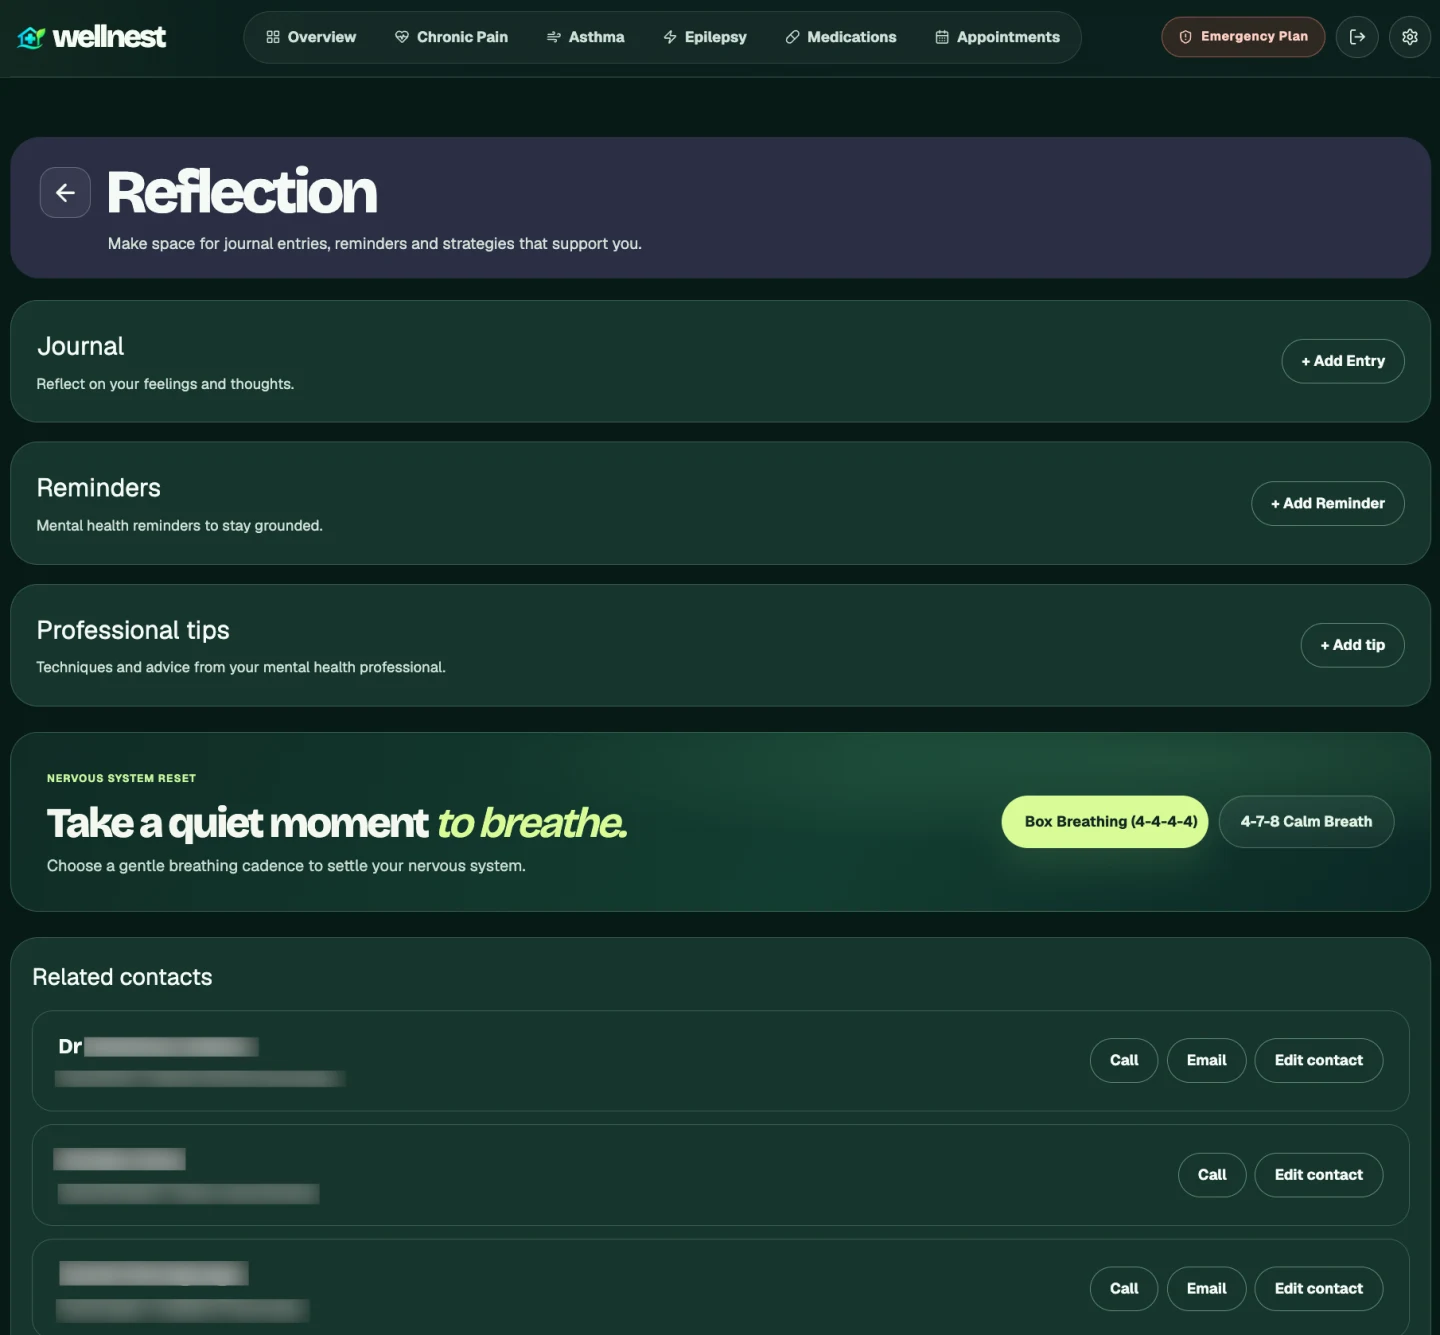 wellnest
Overview
Chronic Pain
Asthma
Epilepsy
Medications
Appointments
Emergency Plan
Reflection
Make space for journal entries, reminders and strategies that support you.
Journal
Reflect on your feelings and thoughts.
+ Add Entry
Reminders
Mental health reminders to stay grounded.
+ Add Reminder
Professional tips
Techniques and advice from your mental health professional.
+ Add tip
NERVOUS SYSTEM RESET
Take a quiet moment to breathe.
Choose a gentle breathing cadence to settle your nervous system.
Box Breathing (4-4-4-4)
4-7-8 Calm Breath
Related contacts
Dr
Call
Email
Edit contact
Call
Edit contact
Call
Email
Edit contact